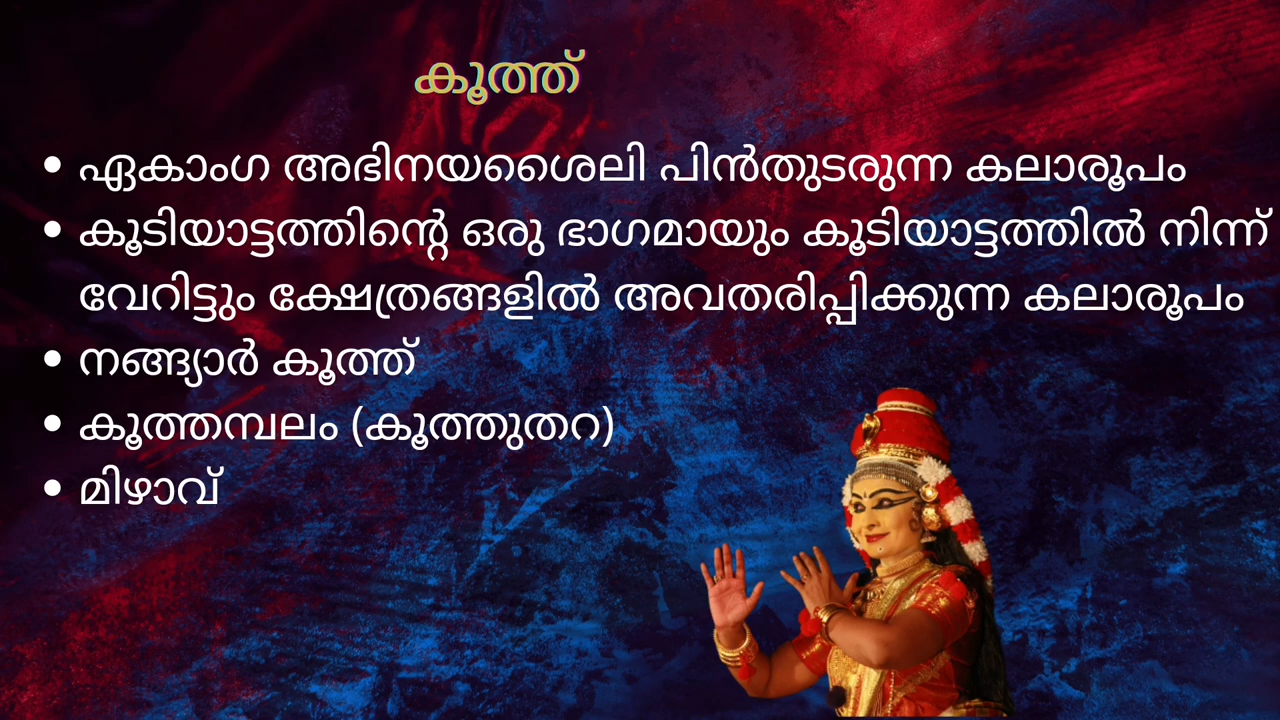 കൂത്ത്
• ഏകാംഗ അഭിനയശൈലി പിൻതുടരുന്ന കലാരൂപം
• കൂടിയാട്ടത്തിന്റെ ഒരു ഭാഗമായും കൂടിയാട്ടത്തിൽ നിന്ന്
വേറിട്ടും ക്ഷേത്രങ്ങളിൽ അവതരിപ്പിക്കുന്ന കലാരൂപം
• നങ്ങ്യാർ കൂത്ത്
• കൂത്തമ്പലം (കൂത്തുതറ)
• മിഴാവ്